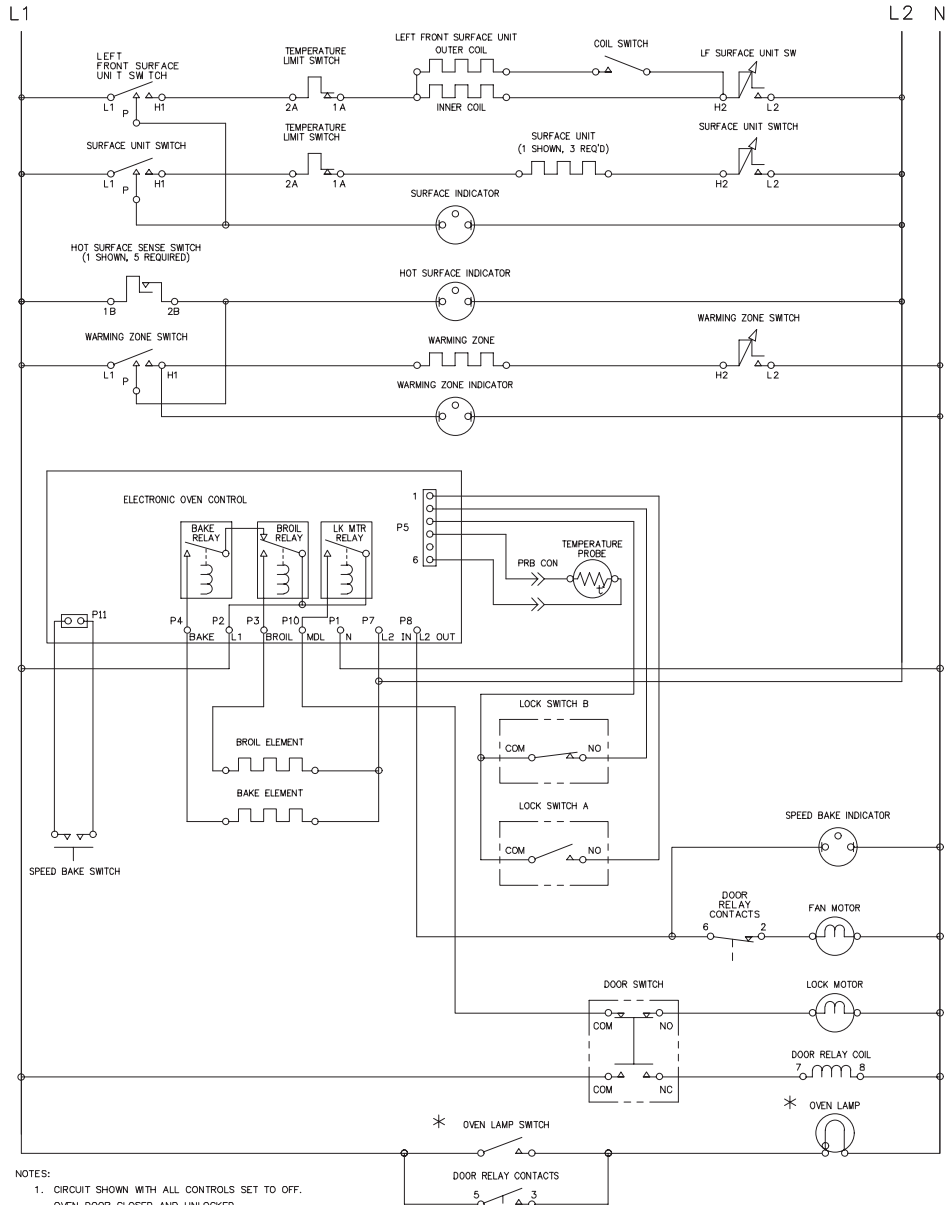 L1 L2 N
LEFT FRONT SURFACE UNIT SWITCH
TEMPERATURE LIMIT SWITCH
LEFT FRONT SURFACE UNIT
OUTER COIL
COIL SWITCH
LF SURFACE UNIT SW
L1 P H1 2A 1A INNER COIL H2 L2
SURFACE UNIT SWITCH
TEMPERATURE LIMIT SWITCH
SURFACE UNIT
(1 SHOWN, 3 REQ'D)
SURFACE UNIT SWITCH
L1 P H1 2A 1A H2 L2
SURFACE INDICATOR
HOT SURFACE SENSE SWITCH
(1 SHOWN, 5 REQUIRED)
HOT SURFACE INDICATOR
1B 2B
WARMING ZONE SWITCH
WARMING ZONE
WARMING ZONE SWITCH
L1 P H1 H2 L2
WARMING ZONE INDICATOR
ELECTRONIC OVEN CONTROL
BAKE RELAY
BROIL RELAY
LK MTR RELAY
1
P5
6
PRB CON
TEMPERATURE PROBE
t
P11
P4 P2 P3 P10 P1 P7 P8
BAKE L1 BROIL MDL N L2 IN L2 OUT
LOCK SWITCH B
COM NO
BROIL ELEMENT
BAKE ELEMENT
LOCK SWITCH A
COM NO
SPEED BAKE SWITCH
SPEED BAKE INDICATOR
DOOR RELAY CONTACTS
6 2
FAN MOTOR
DOOR SWITCH
LOCK MOTOR
COM NO
DOOR RELAY COIL
7 8
COM NC
* OVEN LAMP SWITCH
* OVEN LAMP
DOOR RELAY CONTACTS
5 3
NOTES:
1. CIRCUIT SHOWN WITH ALL CONTROLS SET TO OFF.
OVEN DOOR CLOSED AND UNLOCKED